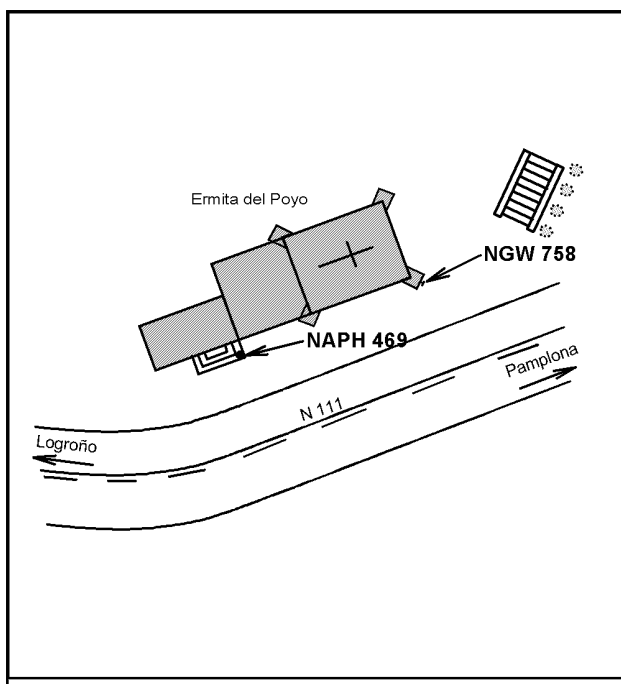 Ermita del Poyo
NGW 758
NAPH 469
Pamplona
N 111
Logroño